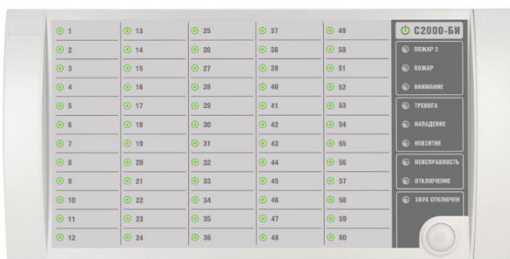 1 13 25 37 49
2 14 26 38 50
3 15 27 39 51
4 16 28 40 52
5 17 29 41 53
6 18 30 42 54
7 19 31 43 55
8 20 32 44 56
9 21 33 45 57
10 22 34 46 58
11 23 35 47 59
12 24 36 48 60
С2000-БИ
ПОЖАР 2
ПОЖАР
ВНИМАНИЕ
ТРЕВОГА
НАПАДЕНИЕ
НЕВЗЯТИЕ
НЕИСПРАВНОСТЬ
ОТКЛЮЧЕНИЕ
ЗВУК ОТКЛЮЧЕН